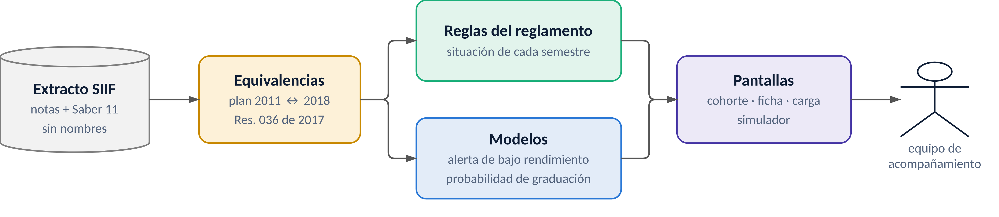 Extracto SIIF
notas + Saber 11
sin nombres
Equivalencias
plan 2011 ↔ 2018
Res. 036 de 2017
Reglas del reglamento
situación de cada semestre
Modelos
alerta de bajo rendimiento
probabilidad de graduación
Pantallas
cohorte · ficha · carga
simulador
equipo de
acompañamiento